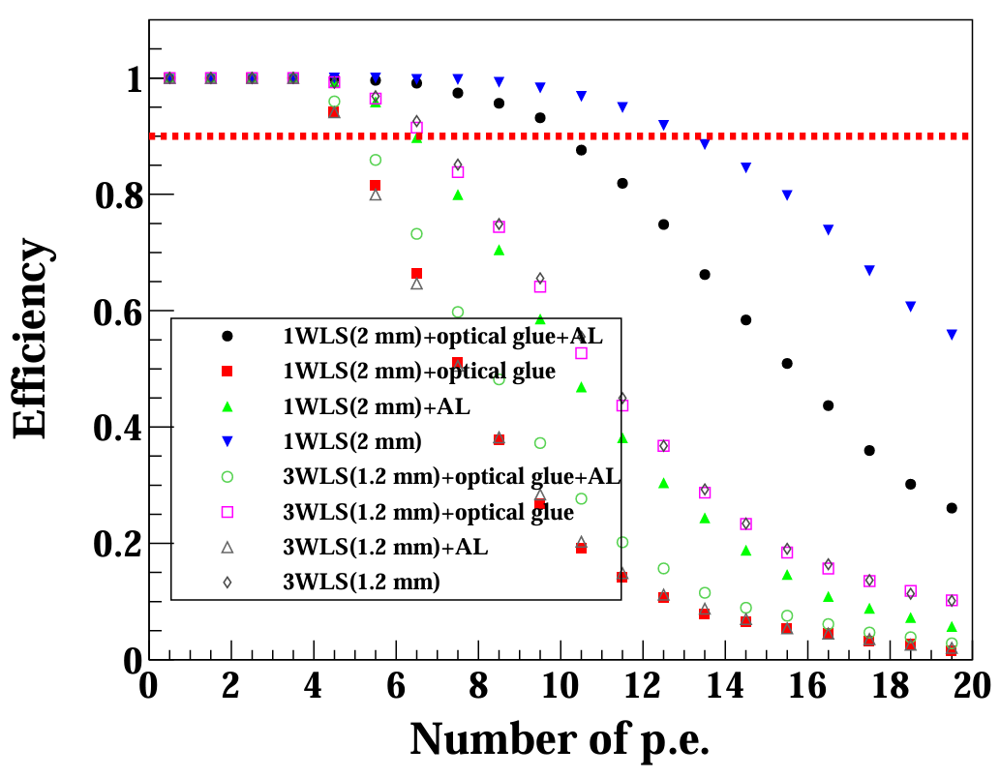 Efficiency
1
0.8
0.6
0.4
0.2
0
1WLS(2 mm)+optical glue+AL
1WLS(2 mm)+optical glue
1WLS(2 mm)+AL
1WLS(2 mm)
3WLS(1.2 mm)+optical glue+AL
3WLS(1.2 mm)+optical glue
3WLS(1.2 mm)+AL
3WLS(1.2 mm)
0 2 4 6 8 10 12 14 16 18 20
Number of p.e.